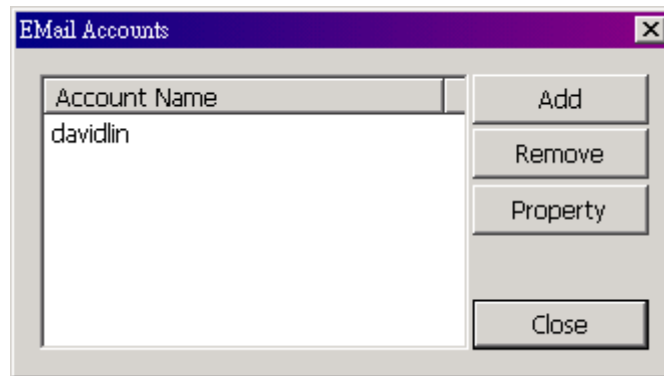 EMail Accounts
Account Name
davidlin
Add
Remove
Property
Close